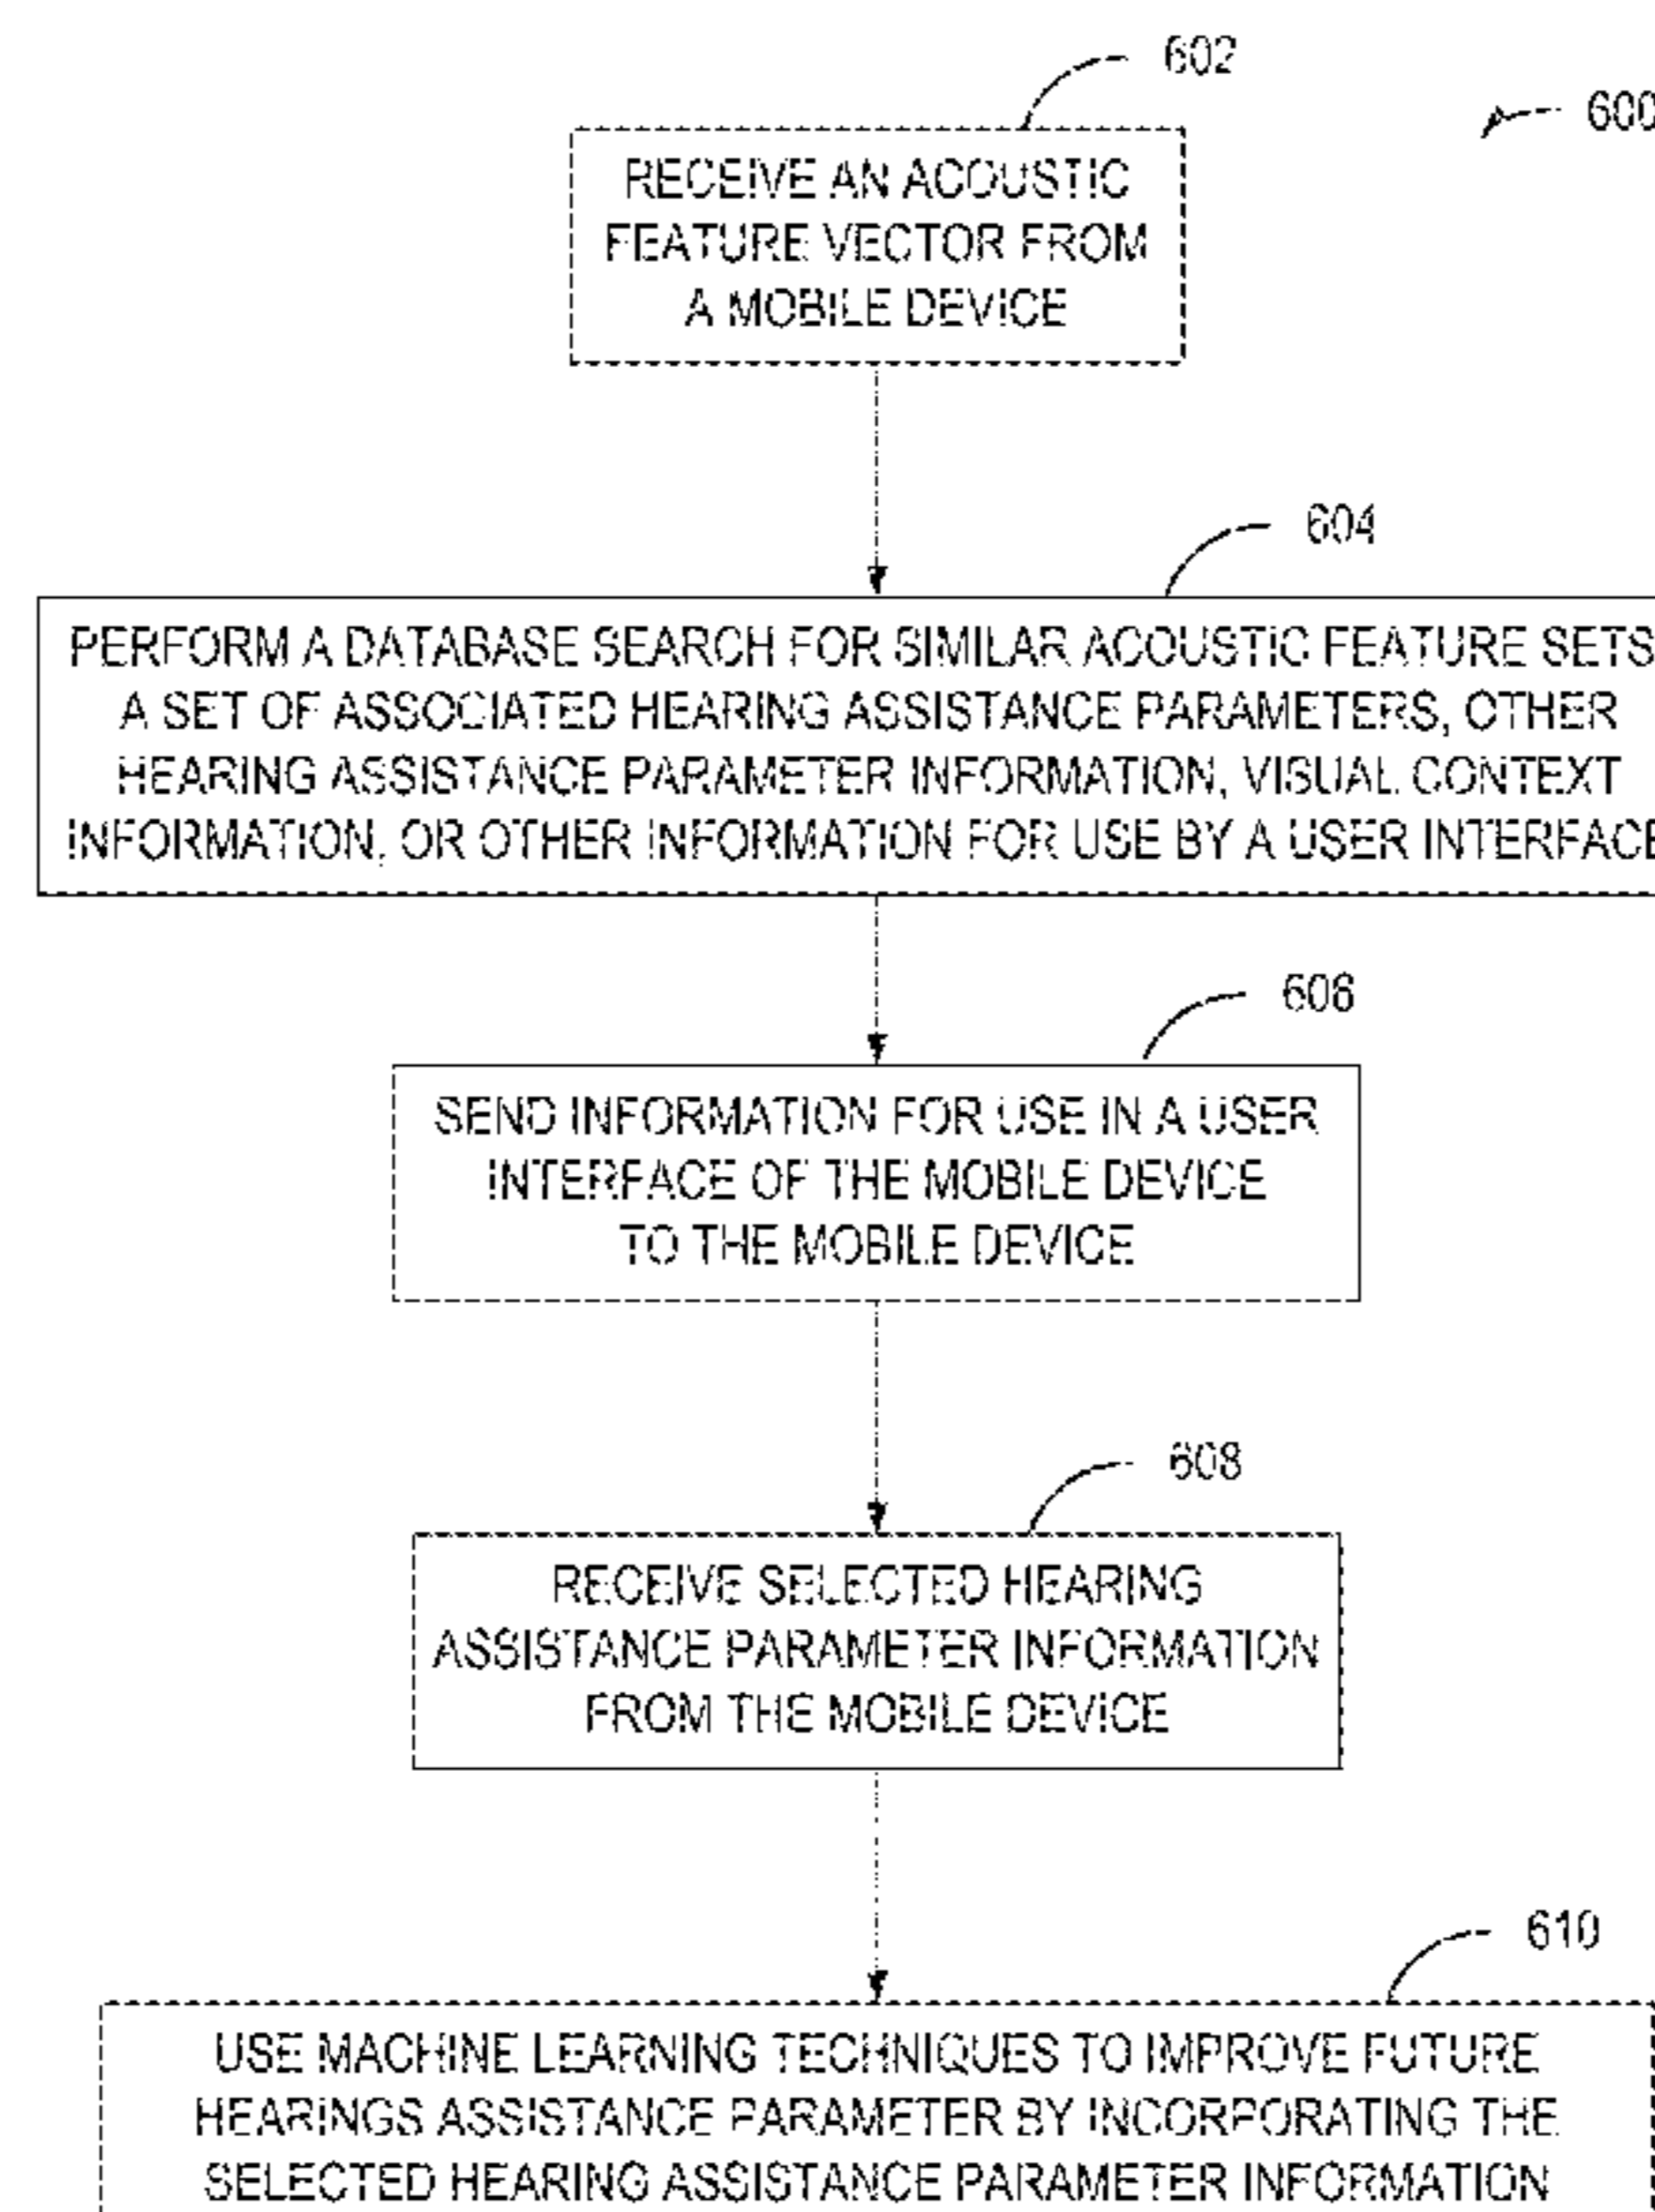 602
600
RECEIVE AN ACOUSTIC
FEATURE VECTOR FROM
A MOBILE DEVICE
604
PERFORM A DATABASE SEARCH FOR SIMILAR ACOUSTIC FEATURE SETS
A SET OF ASSOCIATED HEARING ASSISTANCE PARAMETERS, OTHER
HEARING ASSISTANCE PARAMETER INFORMATION, VISUAL CONTEXT
INFORMATION, OR OTHER INFORMATION FOR USE BY A USER INTERFACE
606
SEND INFORMATION FOR USE IN A USER
INTERFACE OF THE MOBILE DEVICE
TO THE MOBILE DEVICE
608
RECEIVE SELECTED HEARING
ASSISTANCE PARAMETER INFORMATION
FROM THE MOBILE DEVICE
610
USE MACHINE LEARNING TECHNIQUES TO IMPROVE FUTURE
HEARINGS ASSISTANCE PARAMETER BY INCORPORATING THE
SELECTED HEARING ASSISTANCE PARAMETER INFORMATION